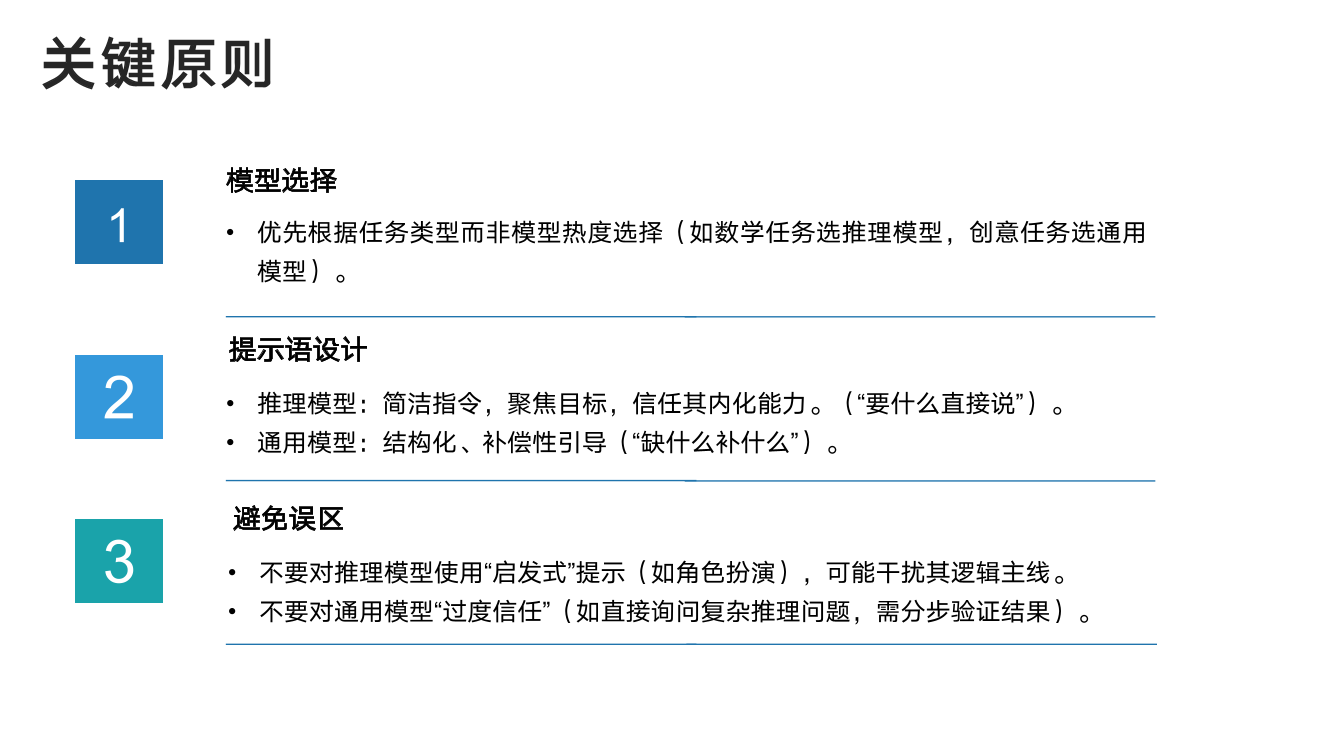 关键原则
1
模型选择
• 优先根据任务类型而非模型热度选择（如数学任务选推理模型，创意任务选通用
模型）。
2
提示语设计
• 推理模型：简洁指令，聚焦目标，信任其内化能力。（“要什么直接说”）。
• 通用模型：结构化、补偿性引导（“缺什么补什么”）。
3
避免误区
• 不要对推理模型使用“启发式”提示（如角色扮演），可能干扰其逻辑主线。
• 不要对通用模型“过度信任”（如直接询问复杂推理问题，需分步验证结果）。